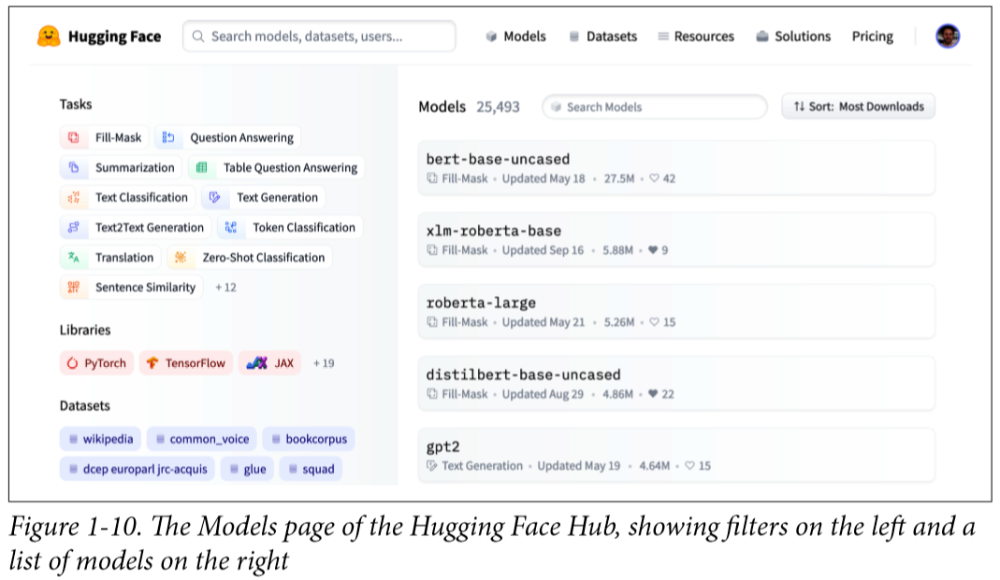 Hugging Face
Search models, datasets, users...
Models
Datasets
Resources
Solutions
Pricing
Tasks
Fill-Mask Question Answering
Summarization Table Question Answering
Text Classification Text Generation
Text2Text Generation Token Classification
Translation Zero-Shot Classification
Sentence Similarity +12
Libraries
PyTorch TensorFlow JAX +19
Datasets
wikipedia common_voice bookcorpus
dcep europarl jrc-acquis glue squad
Models 25,493 Search Models ↑↓ Sort: Most Downloads
bert-base-uncased
Fill-Mask • Updated May 18 • 27.5M • ♡ 42
xlm-roberta-base
Fill-Mask • Updated Sep 16 • 5.88M • ♥ 9
roberta-large
Fill-Mask • Updated May 21 • 5.26M • ♡ 15
distilbert-base-uncased
Fill-Mask • Updated Aug 29 • 4.86M • ♥ 22
gpt2
Text Generation • Updated May 19 • 4.64M • ♡ 15
Figure 1-10. The Models page of the Hugging Face Hub, showing filters on the left and a
list of models on the right